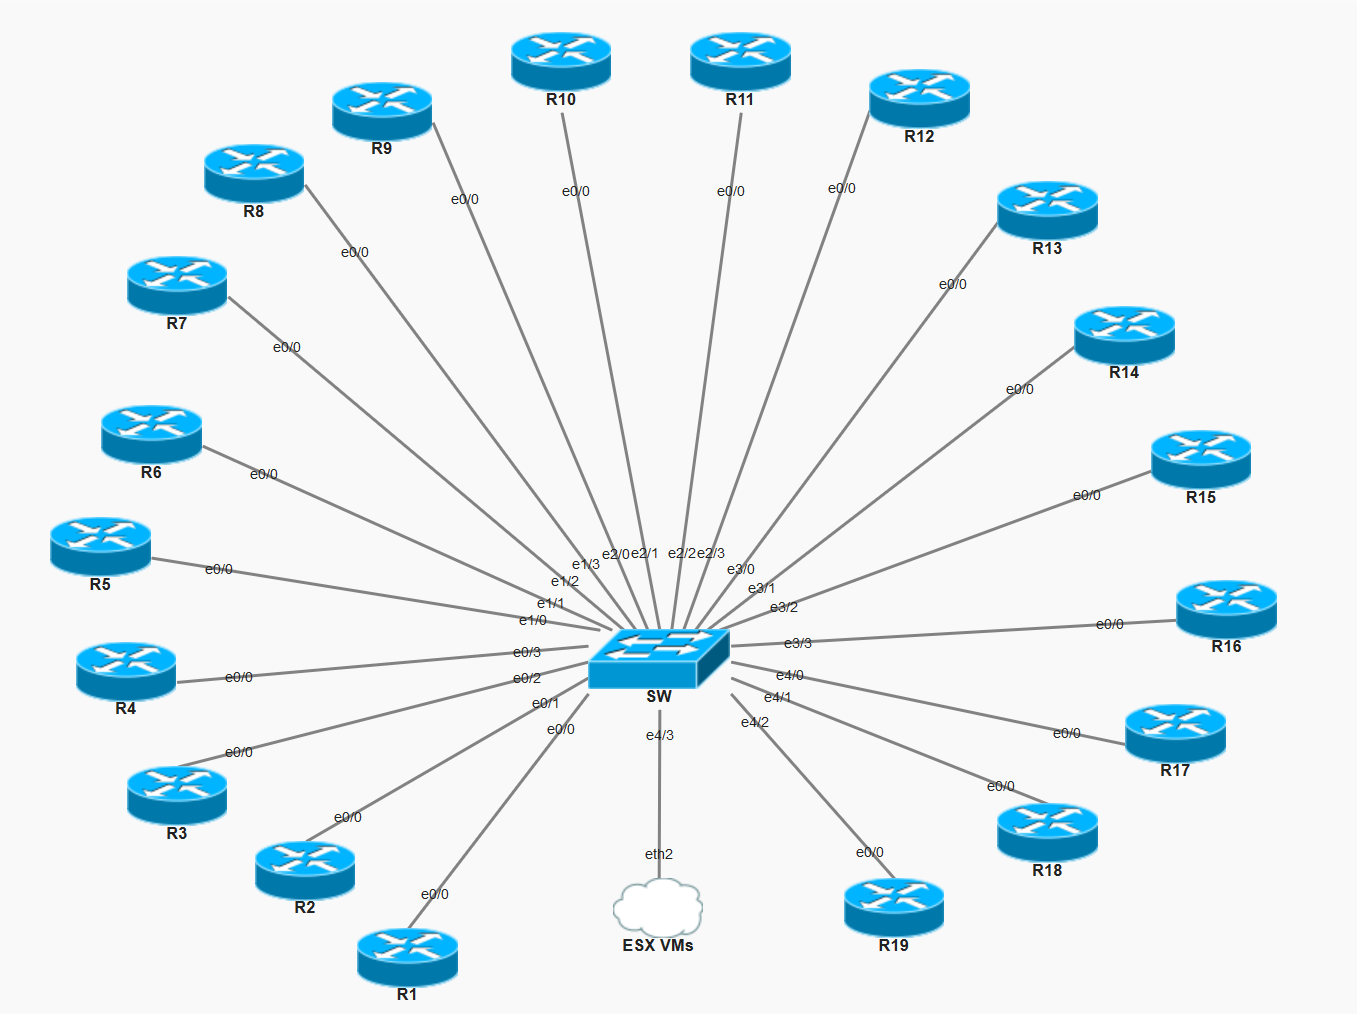 R10
R11
R12
R9
R8
e0/0
e0/0
e0/0
e0/0
R13
e0/0
e0/0
R7
e0/0
R14
e0/0
R6
e0/0
e0/0
R15
e2/0
e2/1
e2/2
e2/3
e1/3
e3/0
e0/0
R5
e1/2
e3/1
e1/1
e3/2
e1/0
e0/0
e3/3
R16
e0/3
e0/0
e0/2
e4/0
SW
e4/1
e0/1
R4
e4/2
e0/0
e4/3
e0/0
e0/0
R17
e0/0
e0/0
R3
eth2
e0/0
R18
e0/0
R2
ESX VMs
R19
R1